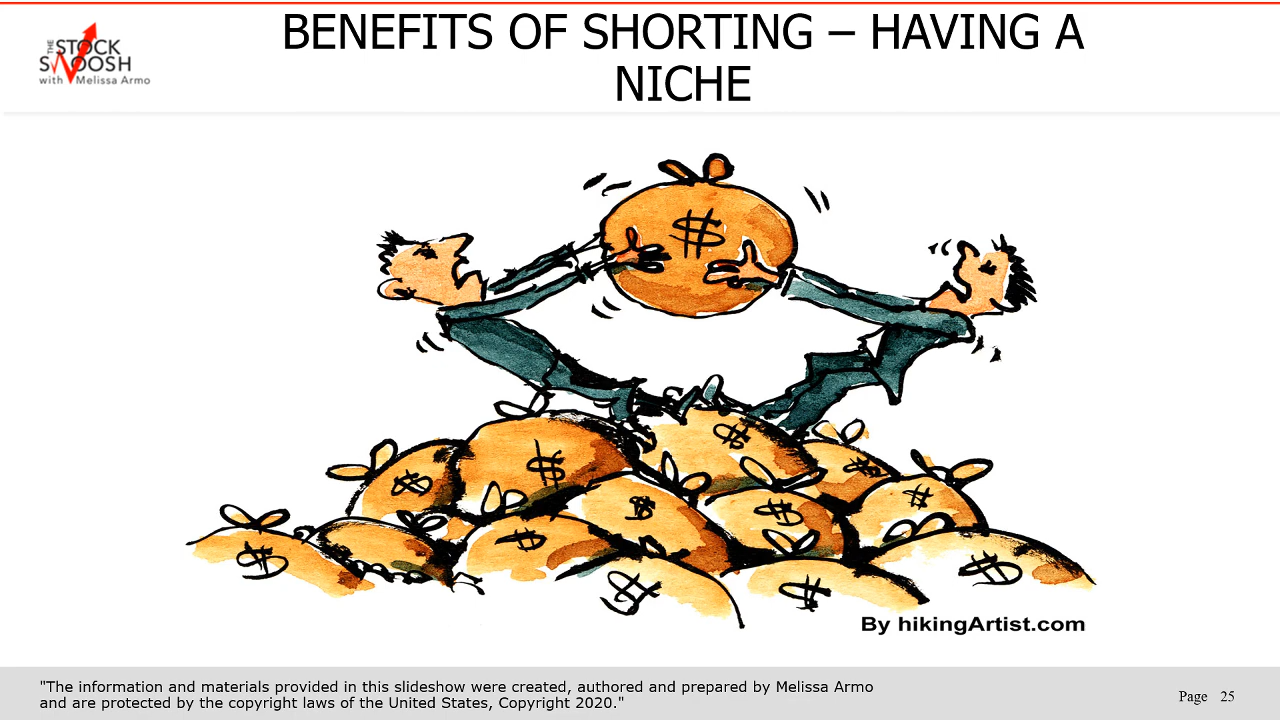 BENEFITS OF SHORTING – HAVING A
NICHE
THE
STOCK
SWOOSH
with Melissa Armo
$
$
$
$
$
$
$
$
$
$
$
$
$
By hikingArtist.com
"The information and materials provided in this slideshow were created, authored and prepared by Melissa Armo
and are protected by the copyright laws of the United States, Copyright 2020."
Page 25